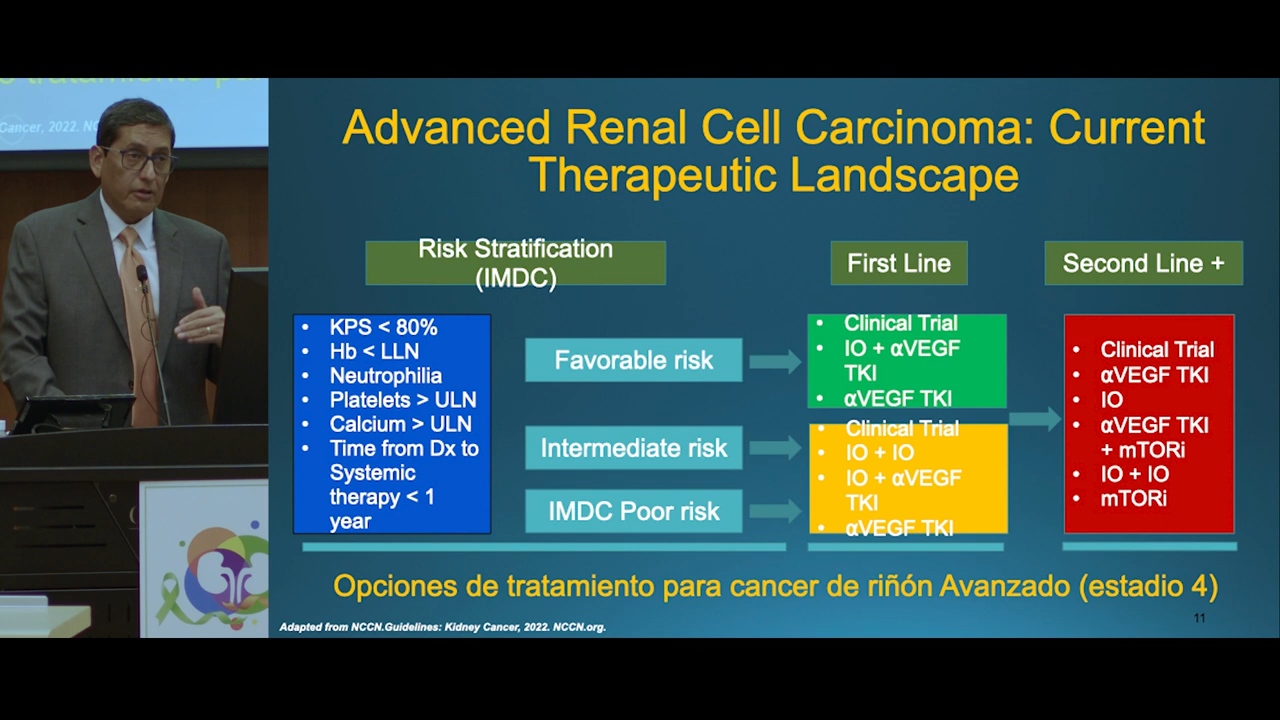 Cancer, 2022. NC
Advanced Renal Cell Carcinoma: Current
Therapeutic Landscape
Risk Stratification
(IMDC)
First Line
Second Line +
• KPS < 80%
• Hb < LLN
• Neutrophilia
• Platelets > ULN
• Calcium > ULN
• Time from Dx to
Systemic
therapy < 1
year
Favorable risk
Intermediate risk
IMDC Poor risk
• Clinical Trial
• IO + αVEGF
TKI
• αVEGF TKI
• Clinical Trial
• IO + IO
• IO + αVEGF
TKI
• αVEGF TKI
• Clinical Trial
• αVEGF TKI
• IO
• αVEGF TKI
+ mTORi
• IO + IO
• mTORi
Opciones de tratamiento para cancer de riñón Avanzado (estadio 4)
11
Adapted from NCCN.Guidelines: Kidney Cancer, 2022. NCCN.org.